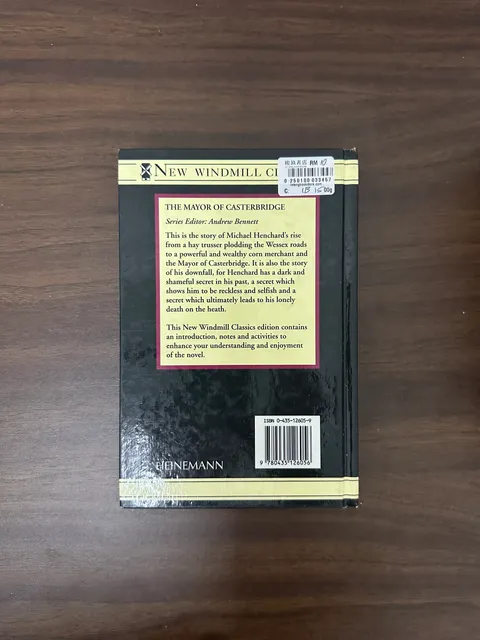 NEW WINDMILL CL
RM 10
THE MAYOR OF CASTERBRIDGE
Series Editor: Andrew Bennett
This is the story of Michael Henchard's rise
from a hay trusser plodding the Wessex roads
to a powerful and wealthy corn merchant and
the Mayor of Casterbridge. It is also the story
of his downfall, for Henchard has a dark and
shameful secret in his past, a secret which
shows him to be reckless and selfish and a
secret which ultimately leads to his lonely
death on the heath.
This New Windmill Classics edition contains
an introduction, notes and activities to
enhance your understanding and enjoyment
of the novel.
ISBN 0-435-12605-9
9 780435 126056
HEINEMANN